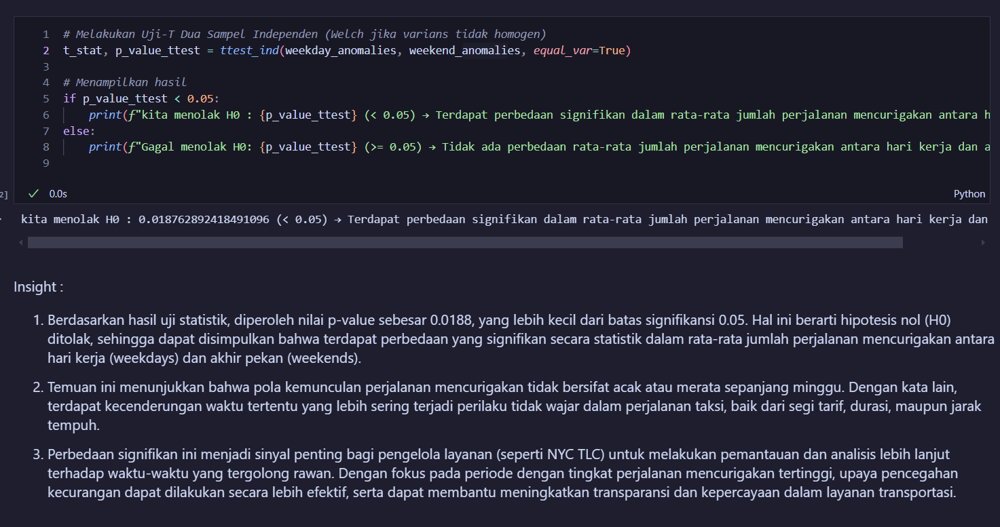 1 # Melakukan Uji-T Dua Sampel Independen (Welch jika varians tidak homogen)
2 t_stat, p_value_ttest = ttest_ind(weekday_anomalies, weekend_anomalies, equal_var=True)
3
4 # Menampilkan hasil
5 if p_value_ttest < 0.05:
6 print(f"kita menolak H0 : {p_value_ttest} (< 0.05) → Terdapat perbedaan signifikan dalam rata-rata jumlah perjalanan mencurigakan antara h
7 else:
8 print(f"Gagal menolak H0: {p_value_ttest} (>= 0.05) → Tidak ada perbedaan rata-rata jumlah perjalanan mencurigakan antara hari kerja dan a
9
2] ✓ 0.0s Python
kita menolak H0 : 0.018762892418491096 (< 0.05) → Terdapat perbedaan signifikan dalam rata-rata jumlah perjalanan mencurigakan antara hari kerja dan
Insight :
1. Berdasarkan hasil uji statistik, diperoleh nilai p-value sebesar 0.0188, yang lebih kecil dari batas signifikansi 0.05. Hal ini berarti hipotesis nol (H0)
ditolak, sehingga dapat disimpulkan bahwa terdapat perbedaan yang signifikan secara statistik dalam rata-rata jumlah perjalanan mencurigakan antara
hari kerja (weekdays) dan akhir pekan (weekends).
2. Temuan ini menunjukkan bahwa pola kemunculan perjalanan mencurigakan tidak bersifat acak atau merata sepanjang minggu. Dengan kata lain,
terdapat kecenderungan waktu tertentu yang lebih sering terjadi perilaku tidak wajar dalam perjalanan taksi, baik dari segi tarif, durasi, maupun jarak
tempuh.
3. Perbedaan signifikan ini menjadi sinyal penting bagi pengelola layanan (seperti NYC TLC) untuk melakukan pemantauan dan analisis lebih lanjut
terhadap waktu-waktu yang tergolong rawan. Dengan fokus pada periode dengan tingkat perjalanan mencurigakan tertinggi, upaya pencegahan
kecurangan dapat dilakukan secara lebih efektif, serta dapat membantu meningkatkan transparansi dan kepercayaan dalam layanan transportasi.